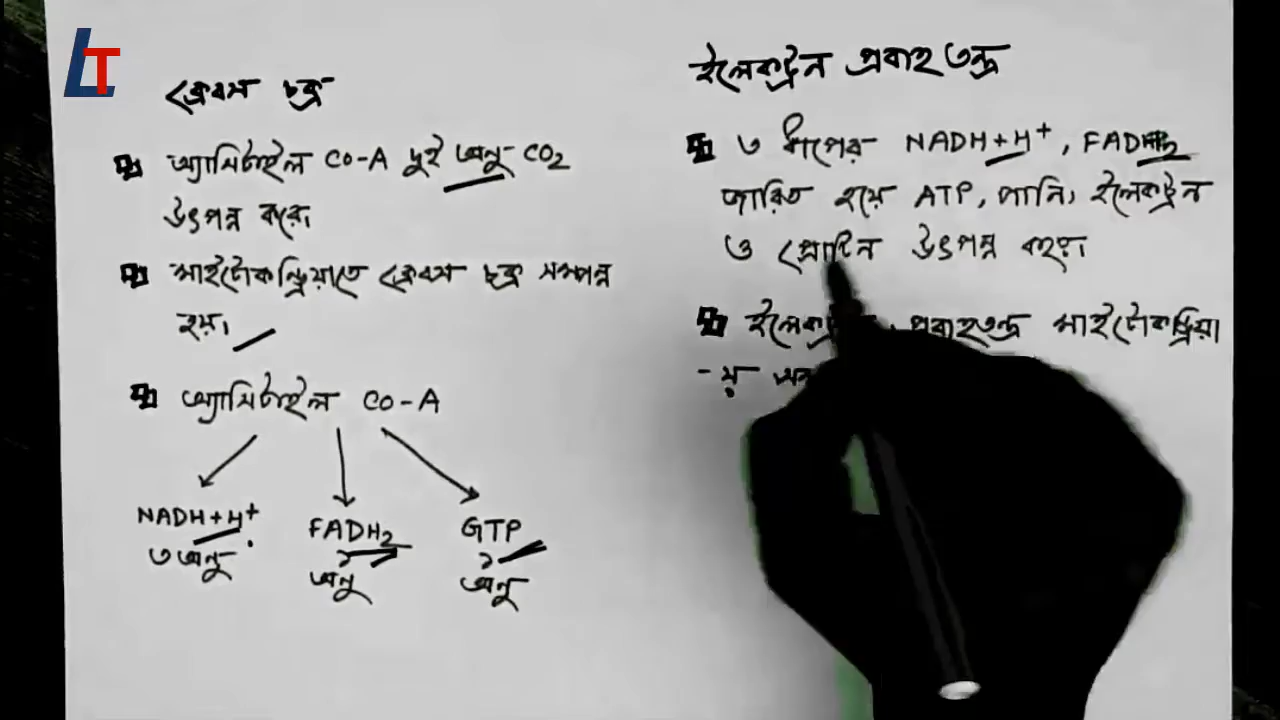 LT
ক্রেবস চক্র
অ্যাসিটাইল CO-A দুই অনু CO2
উৎপন্ন করে।
মাইটোকন্ড্রিয়াতে ক্রেবস চক্র সম্পন্ন
হয়।
অ্যাসিটাইল CO-A
NADH+H+
৩ অনু
FADH2
১
অনু
GTP
১
অনু
ইলেকট্রন প্রবাহ তন্ত্র
৩ ধাপের NADH+H+, FADH2
জারিত হয়ে ATP, পানি, ইলেকট্রন
ও প্রোটন উৎপন্ন করে।
প্রবাহতন্ত্র মাইটোকন্ড্রিয়া
-য়